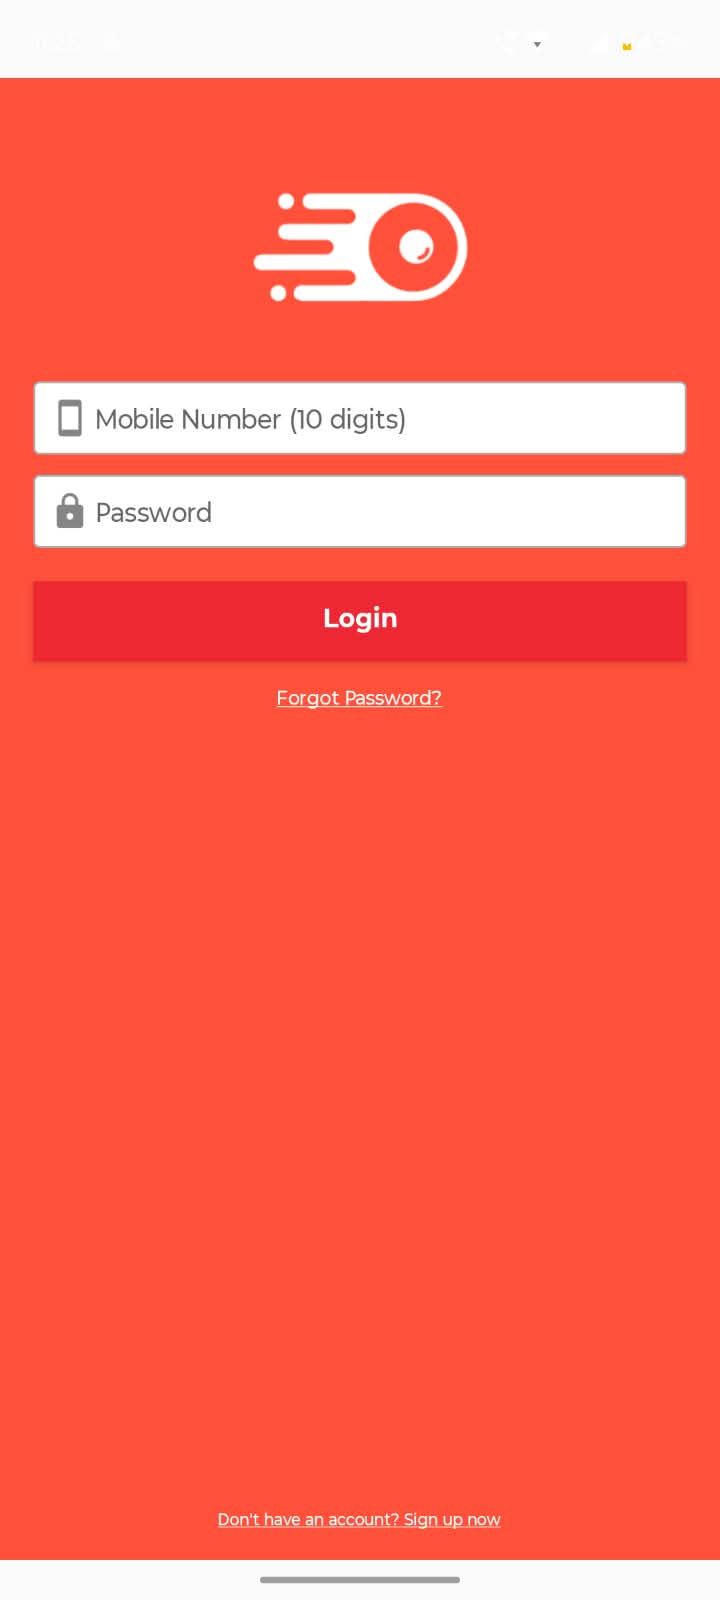 Mobile Number (10 digits)
Password
Login
Forgot Password?
Don't have an account? Sign up now